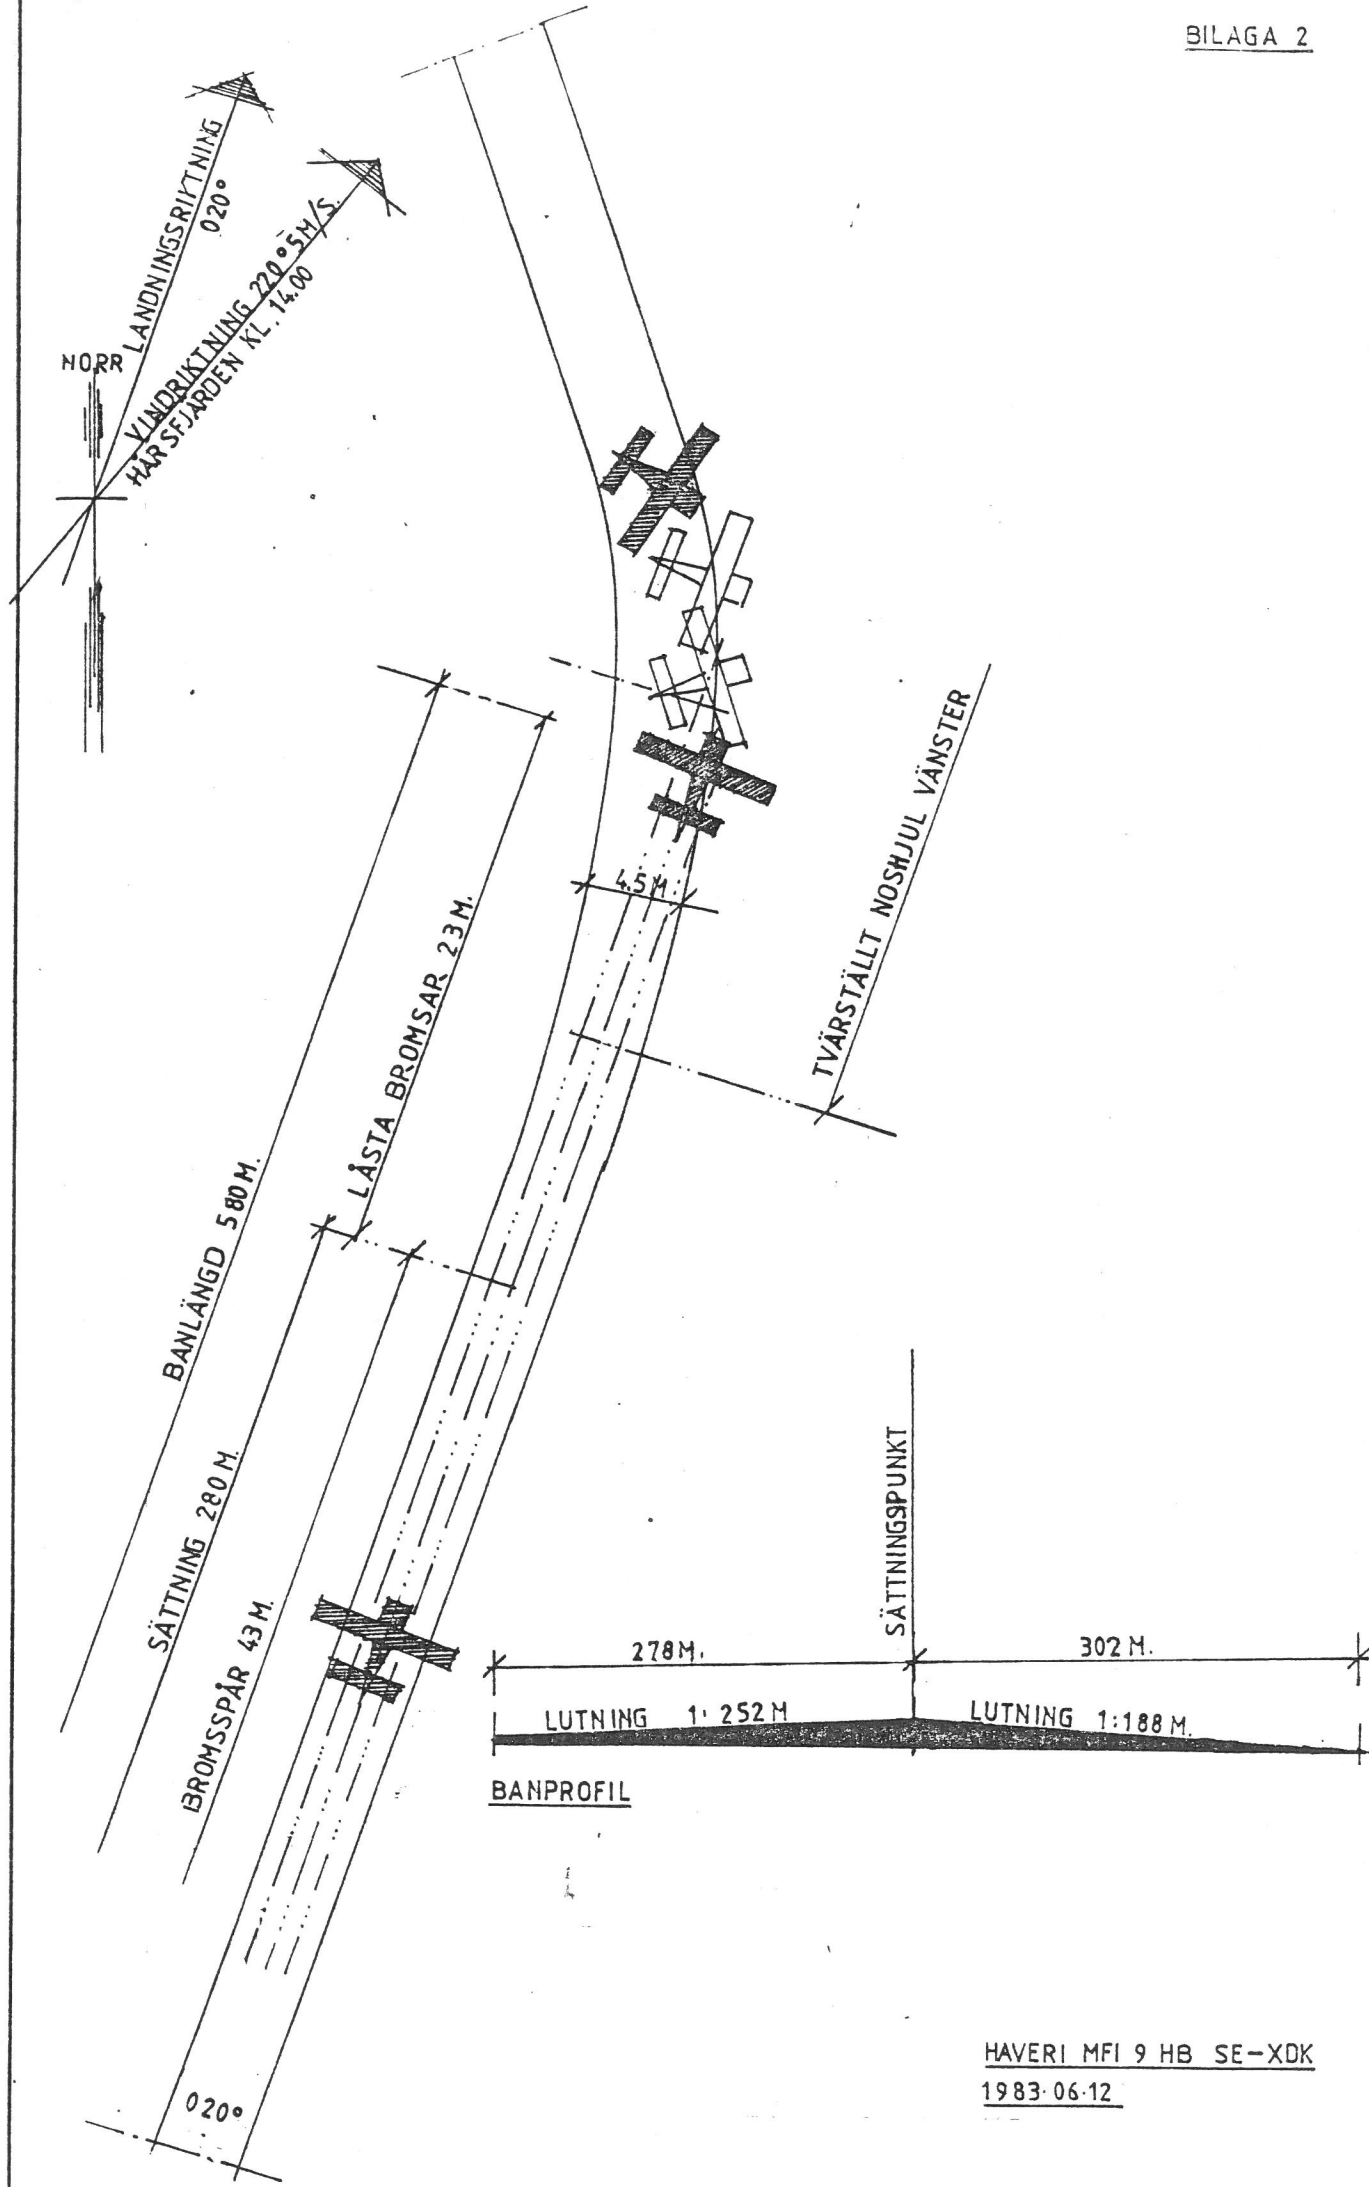 BILAGA 2
LANDNINGSRIKTNING
020°
VINDRIKTNING 220° 5M/S.
HÅRSFJÄRDEN KL. 14.00
NORR
TVÄRSTÄLLT NOSHJUL VÄNSTER
4.5 M.
LÅSTA BROMSAR 23M.
BANLÄNGD 580M.
SÄTTNING 280M.
BROMSSPÅR 43M.
SÄTTNINGSPUNKT
278M.
302M.
LUTNING 1:252M
LUTNING 1:188M.
BANPROFIL
HAVERI MFI 9 HB SE-XDK
1983·06·12
020°